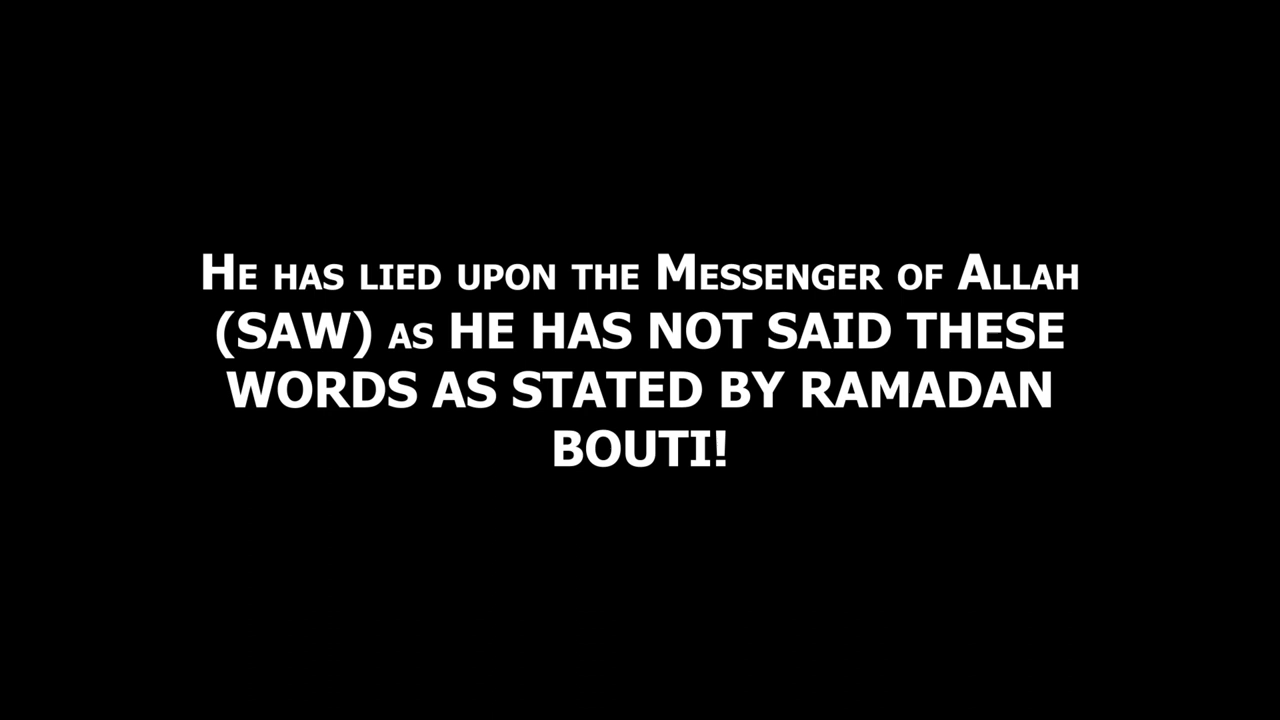 He has lied upon the Messenger of Allah
(SAW) as HE HAS NOT SAID THESE
WORDS AS STATED BY RAMADAN
BOUTI!